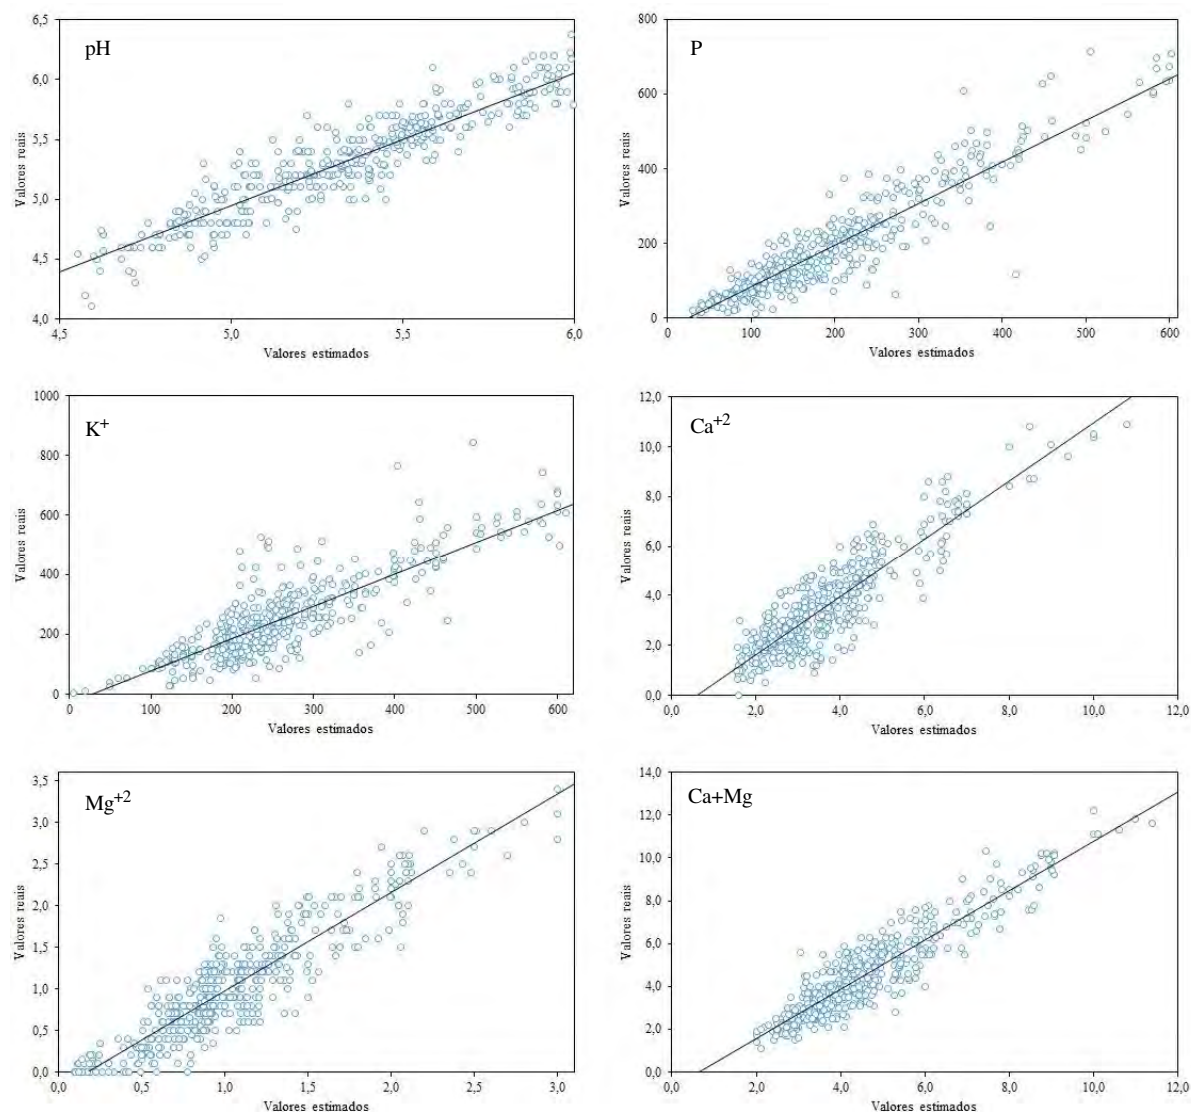 pH
6,5
6,0
5,5
5,0
4,5
4,0
Valores reais
4,5 5,0 5,5 6,0
Valores estimados
P
800
600
400
200
0
Valores reais
0 100 200 300 400 500 600
Valores estimados
K+
1000
800
600
400
200
0
Valores reais
0 100 200 300 400 500 600
Valores estimados
Ca+2
12,0
10,0
8,0
6,0
4,0
2,0
0,0
Valores reais
0,0 2,0 4,0 6,0 8,0 10,0 12,0
Valores estimados
Mg+2
3,5
3,0
2,5
2,0
1,5
1,0
0,5
0,0
Valores reais
0,0 0,5 1,0 1,5 2,0 2,5 3,0
Valores estimados
Ca+Mg
14,0
12,0
10,0
8,0
6,0
4,0
2,0
0,0
Valores reais
0,0 2,0 4,0 6,0 8,0 10,0 12,0
Valores estimados